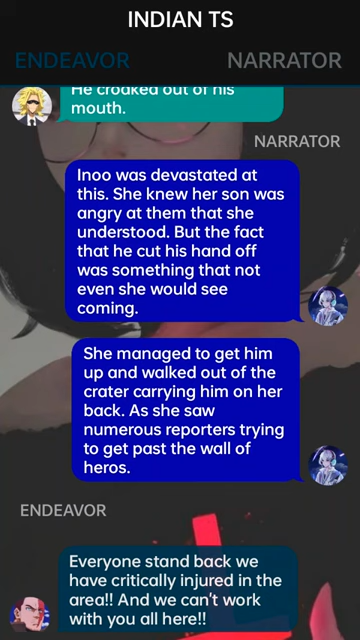 INDIAN TS
ENDEAVOR
NARRATOR
He croaked out of his
mouth.
NARRATOR
Inoo was devastated at
this. She knew her son was
angry at them that she
understood. But the fact
that he cut his hand off
was something that not
even she would see
coming.
She managed to get him
up and walked out of the
crater carrying him on her
back. As she saw
numerous reporters trying
to get past the wall of
heros.
ENDEAVOR
Everyone stand back we
have critically injured in the
area!! And we can't work
with you all here!!